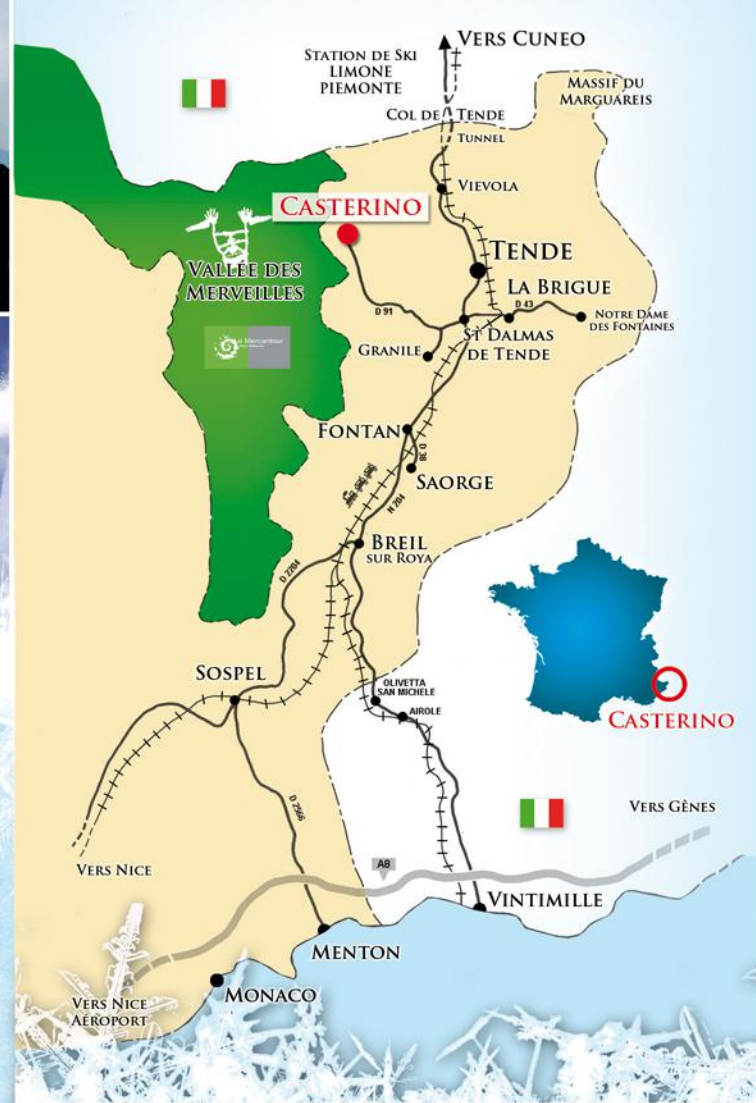 VERS CUNEO
STATION DE SKI
LIMONE
PIEMONTE
MASSIF DU
MARGUAREIS
COL DE TENDE
TUNNEL
VIEVOLA
CASTERINO
TENDE
VALLÉE DES
MERVEILLES
LA BRIGUE
D 43
D 91
NOTRE DAME
DES FONTAINES
ST DALMAS
DE TENDE
Le Mercantour
GRANILE
FONTAN
D 38
SAORGE
N 204
BREIL
SUR ROYA
D 2204
SOSPEL
OLIVETTA
SAN MICHELE
AIROLE
CASTERINO
D 2566
VERS GÈNES
VERS NICE
A8
VINTIMILLE
MENTON
MONACO
VERS NICE
AÉROPORT